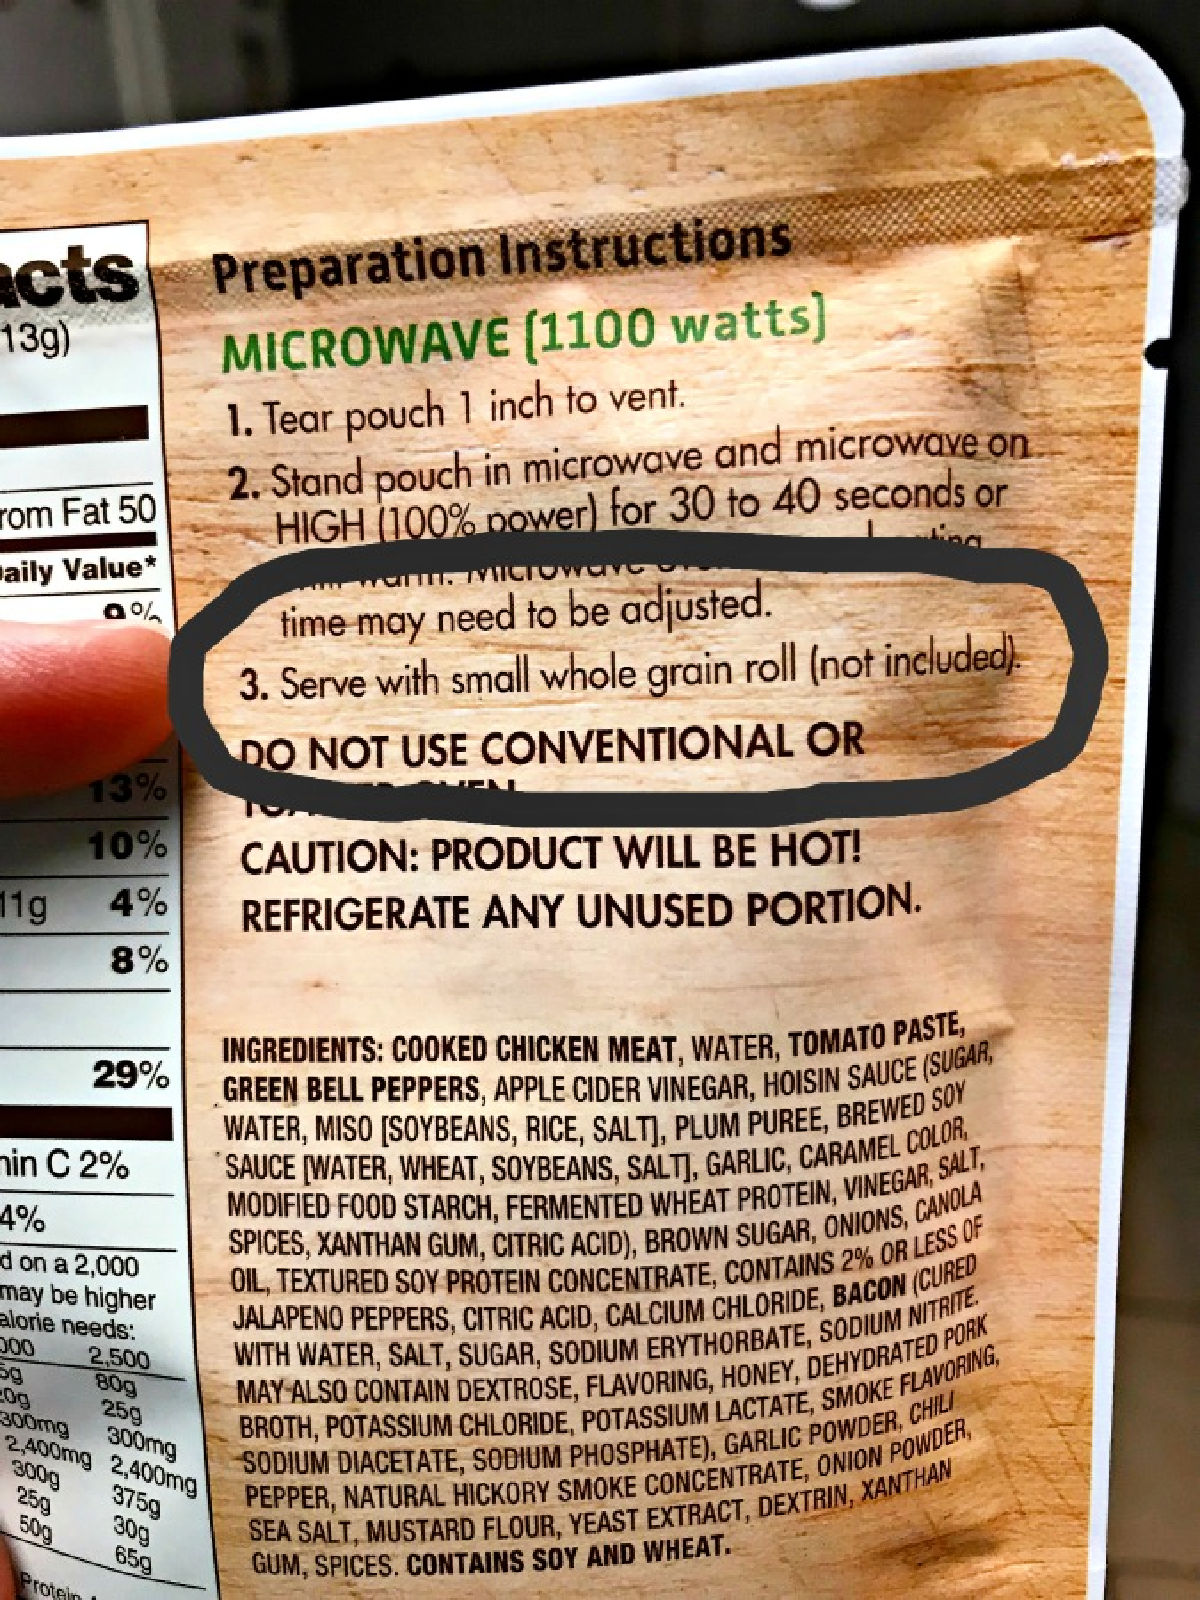 acts
13g)
rom Fat 50
aily Value*
9%
13%
10%
11g 4%
8%
29%
min C 2%
4%
d on a 2,000
may be higher
alorie needs:
000 2,500
5g 80g
20g 25g
300mg 300mg
2,400mg 2,400mg
300g 375g
25g 30g
50g 65g
Protein
Preparation Instructions
MICROWAVE (1100 watts)
1. Tear pouch 1 inch to vent.
2. Stand pouch in microwave and microwave on
HIGH (100% power) for 30 to 40 seconds or
warm. Microwave
time may need to be adjusted.
3. Serve with small whole grain roll (not included).
DO NOT USE CONVENTIONAL OR
OVEN
CAUTION: PRODUCT WILL BE HOT!
REFRIGERATE ANY UNUSED PORTION.
INGREDIENTS: COOKED CHICKEN MEAT, WATER, TOMATO PASTE,
GREEN BELL PEPPERS, APPLE CIDER VINEGAR, HOISIN SAUCE (SUGAR,
WATER, MISO [SOYBEANS, RICE, SALT], PLUM PUREE, BREWED SOY
SAUCE [WATER, WHEAT, SOYBEANS, SALT], GARLIC, CARAMEL COLOR,
MODIFIED FOOD STARCH, FERMENTED WHEAT PROTEIN, VINEGAR, SALT,
SPICES, XANTHAN GUM, CITRIC ACID), BROWN SUGAR, ONIONS, CANOLA
OIL, TEXTURED SOY PROTEIN CONCENTRATE, CONTAINS 2% OR LESS OF
JALAPENO PEPPERS, CITRIC ACID, CALCIUM CHLORIDE, BACON (CURED
WITH WATER, SALT, SUGAR, SODIUM ERYTHORBATE, SODIUM NITRITE.
MAY ALSO CONTAIN DEXTROSE, FLAVORING, HONEY, DEHYDRATED PORK
BROTH, POTASSIUM CHLORIDE, POTASSIUM LACTATE, SMOKE FLAVORING,
SODIUM DIACETATE, SODIUM PHOSPHATE), GARLIC POWDER, CHILI
PEPPER, NATURAL HICKORY SMOKE CONCENTRATE, ONION POWDER,
SEA SALT, MUSTARD FLOUR, YEAST EXTRACT, DEXTRIN, XANTHAN
GUM, SPICES. CONTAINS SOY AND WHEAT.